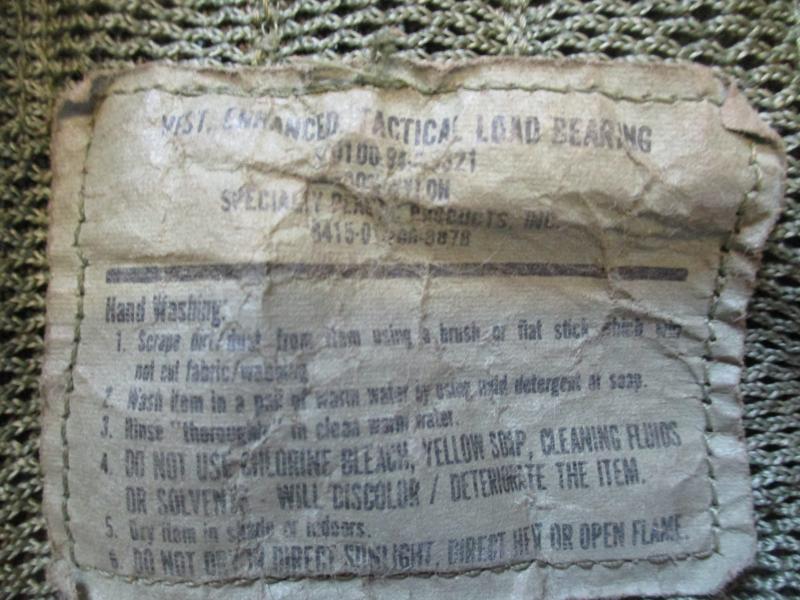 VEST, ENHANCED, TACTICAL LOAD BEARING
NYLON
SPECIALTY PLASTIC PRODUCTS, INC.
Hand Washing:
1. Scrape dirt/dust from item using a brush or flat stick which will
not cut fabric/webbing
2. Wash item in a pail of warm water by using mild detergent or soap.
3. Rinse "thoroughly" in clean warm water.
4. DO NOT USE CHLORINE BLEACH, YELLOW SOAP, CLEANING FLUIDS
OR SOLVENTS WILL DISCOLOR / DETERIORATE THE ITEM.
5. Dry item in shade or indoors.
6. DO NOT DRY IN DIRECT SUNLIGHT, DIRECT HEAT OR OPEN FLAME.